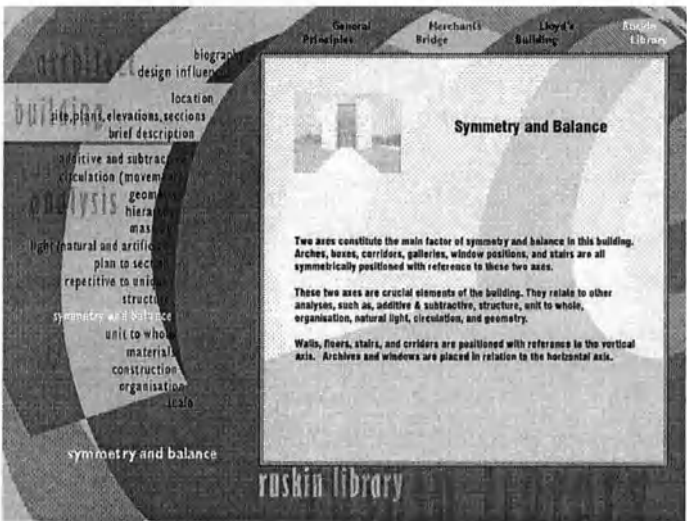 General Principles
Merchant's Bridge
Lloyd's Building
Ruskin Library
architect
biography
design influen
building
location
site, plans, elevations, sections
brief description
analysis
additive and subtractive
circulation (movement
geometry
hierarchy
massing
light (natural and artificial
plan to section
repetitive to unique
structure
symmetry and balance
unit to whole
materials
construction
organisation
scale
symmetry and balance
Symmetry and Balance
Two axes constitute the main factor of symmetry and balance in this building.
Arches, boxes, corridors, galleries, window positions, and stairs are all
symmetrically positioned with reference to these two axes.
These two axes are crucial elements of the building. They relate to other
analyses, such as, additive & subtractive, structure, unit to whole,
organisation, natural light, circulation, and geometry.
Walls, floors, stairs, and crridors are positioned with reference to the vertical
axis. Archives and windows are placed in relation to the horizontal axis.
ruskin library